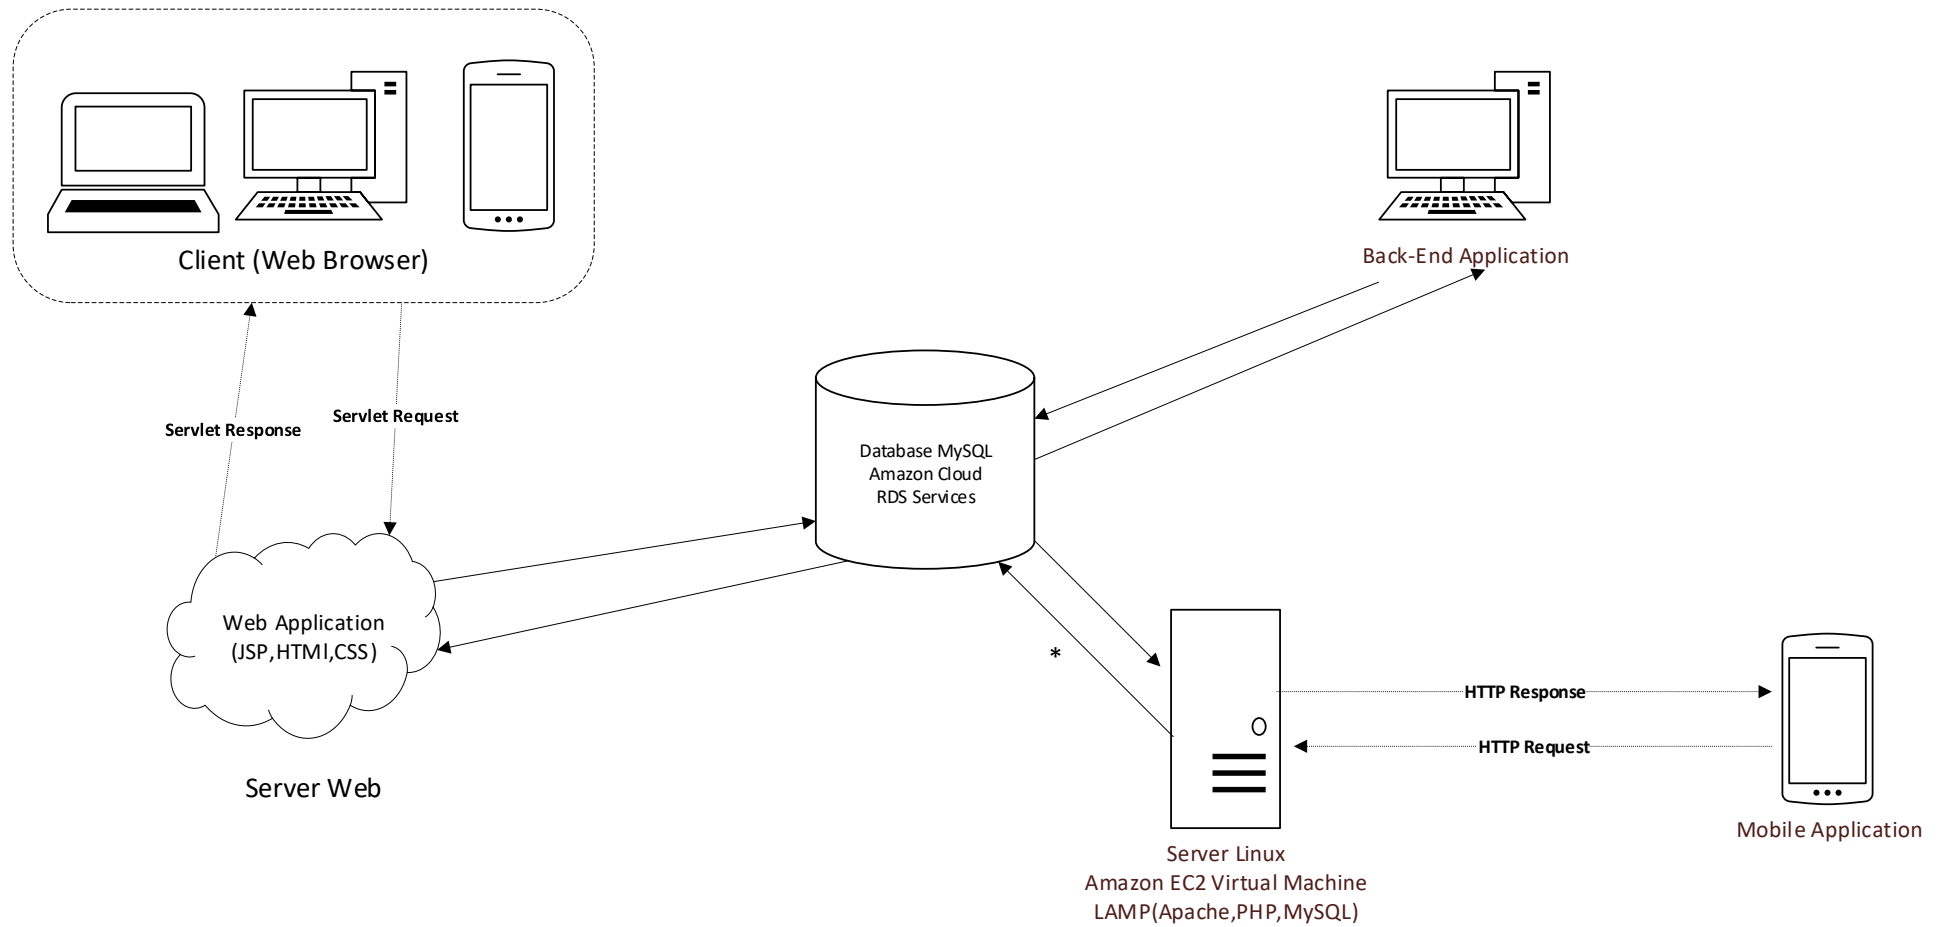 Client (Web Browser)
Back-End Application
Servlet Response
Servlet Request
Database MySQL
Amazon Cloud
RDS Services
Web Application
(JSP,HTMl,CSS)
Server Web
*
HTTP Response
HTTP Request
Mobile Application
Server Linux
Amazon EC2 Virtual Machine
LAMP(Apache,PHP,MySQL)